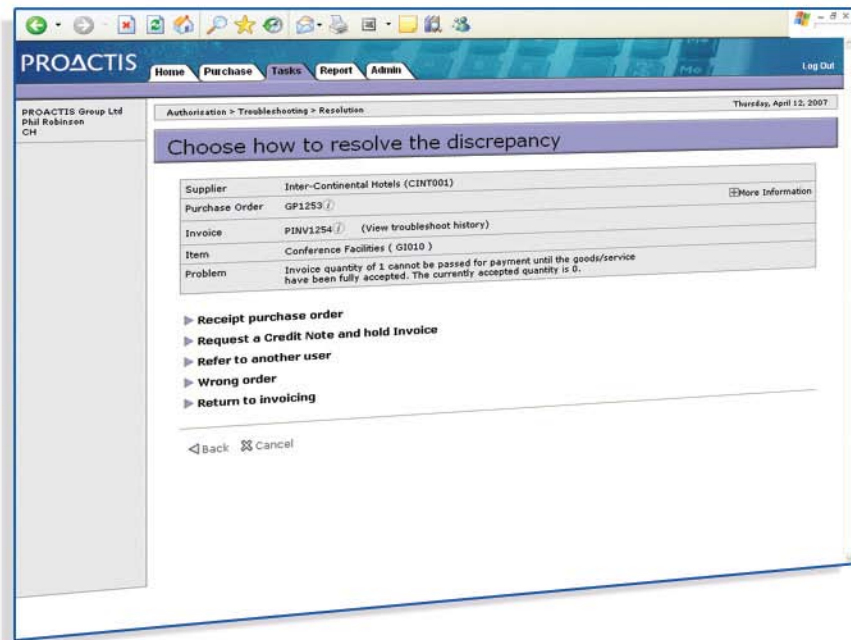 PROACTIS
Home Purchase Tasks Report Admin
Log Out
PROACTIS Group Ltd
Phil Robinson
CH
Authorisation > Troubleshooting > Resolution
Thursday, April 12, 2007
Choose how to resolve the discrepancy
Supplier Inter-Continental Hotels (CINT001)
More Information
Purchase Order GP1253
Invoice PINV1254 (View troubleshoot history)
Item Conference Facilities ( GI010 )
Problem Invoice quantity of 1 cannot be passed for payment until the goods/service
have been fully accepted. The currently accepted quantity is 0.
Receipt purchase order
Request a Credit Note and hold Invoice
Refer to another user
Wrong order
Return to invoicing
Back Cancel